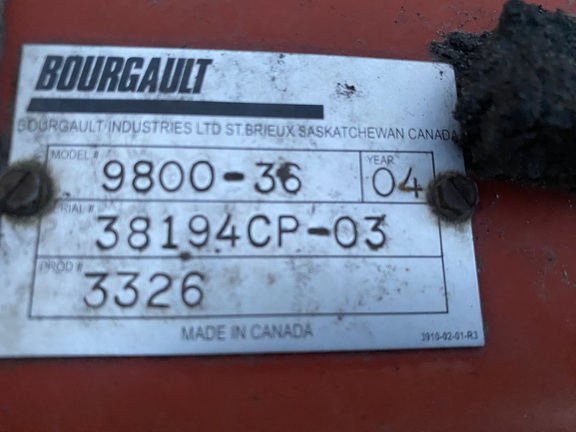 BOURGAULT
BOURGAULT INDUSTRIES LTD ST.BRIEUX SASKATCHEWAN CANADA
MODEL # 9800-36 YEAR 04
SERIAL # 38194CP-03
PROD # 3326
MADE IN CANADA
3910-02-01-R3